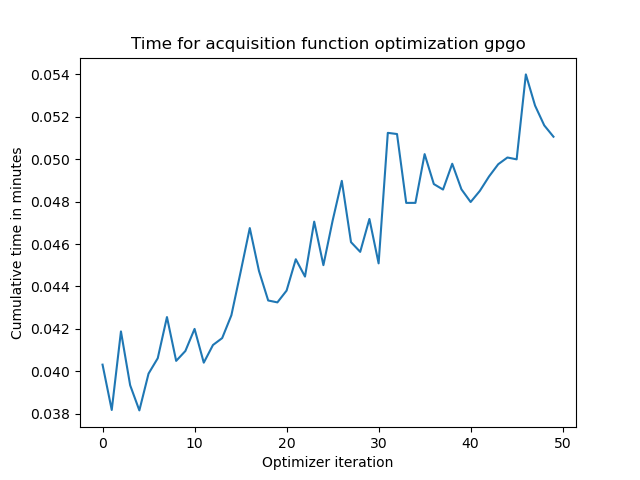 Time for acquisition function optimization gpgo
0.054
0.052
0.050
0.048
0.046
0.044
0.042
0.040
0.038
Cumulative time in minutes
0 10 20 30 40 50
Optimizer iteration